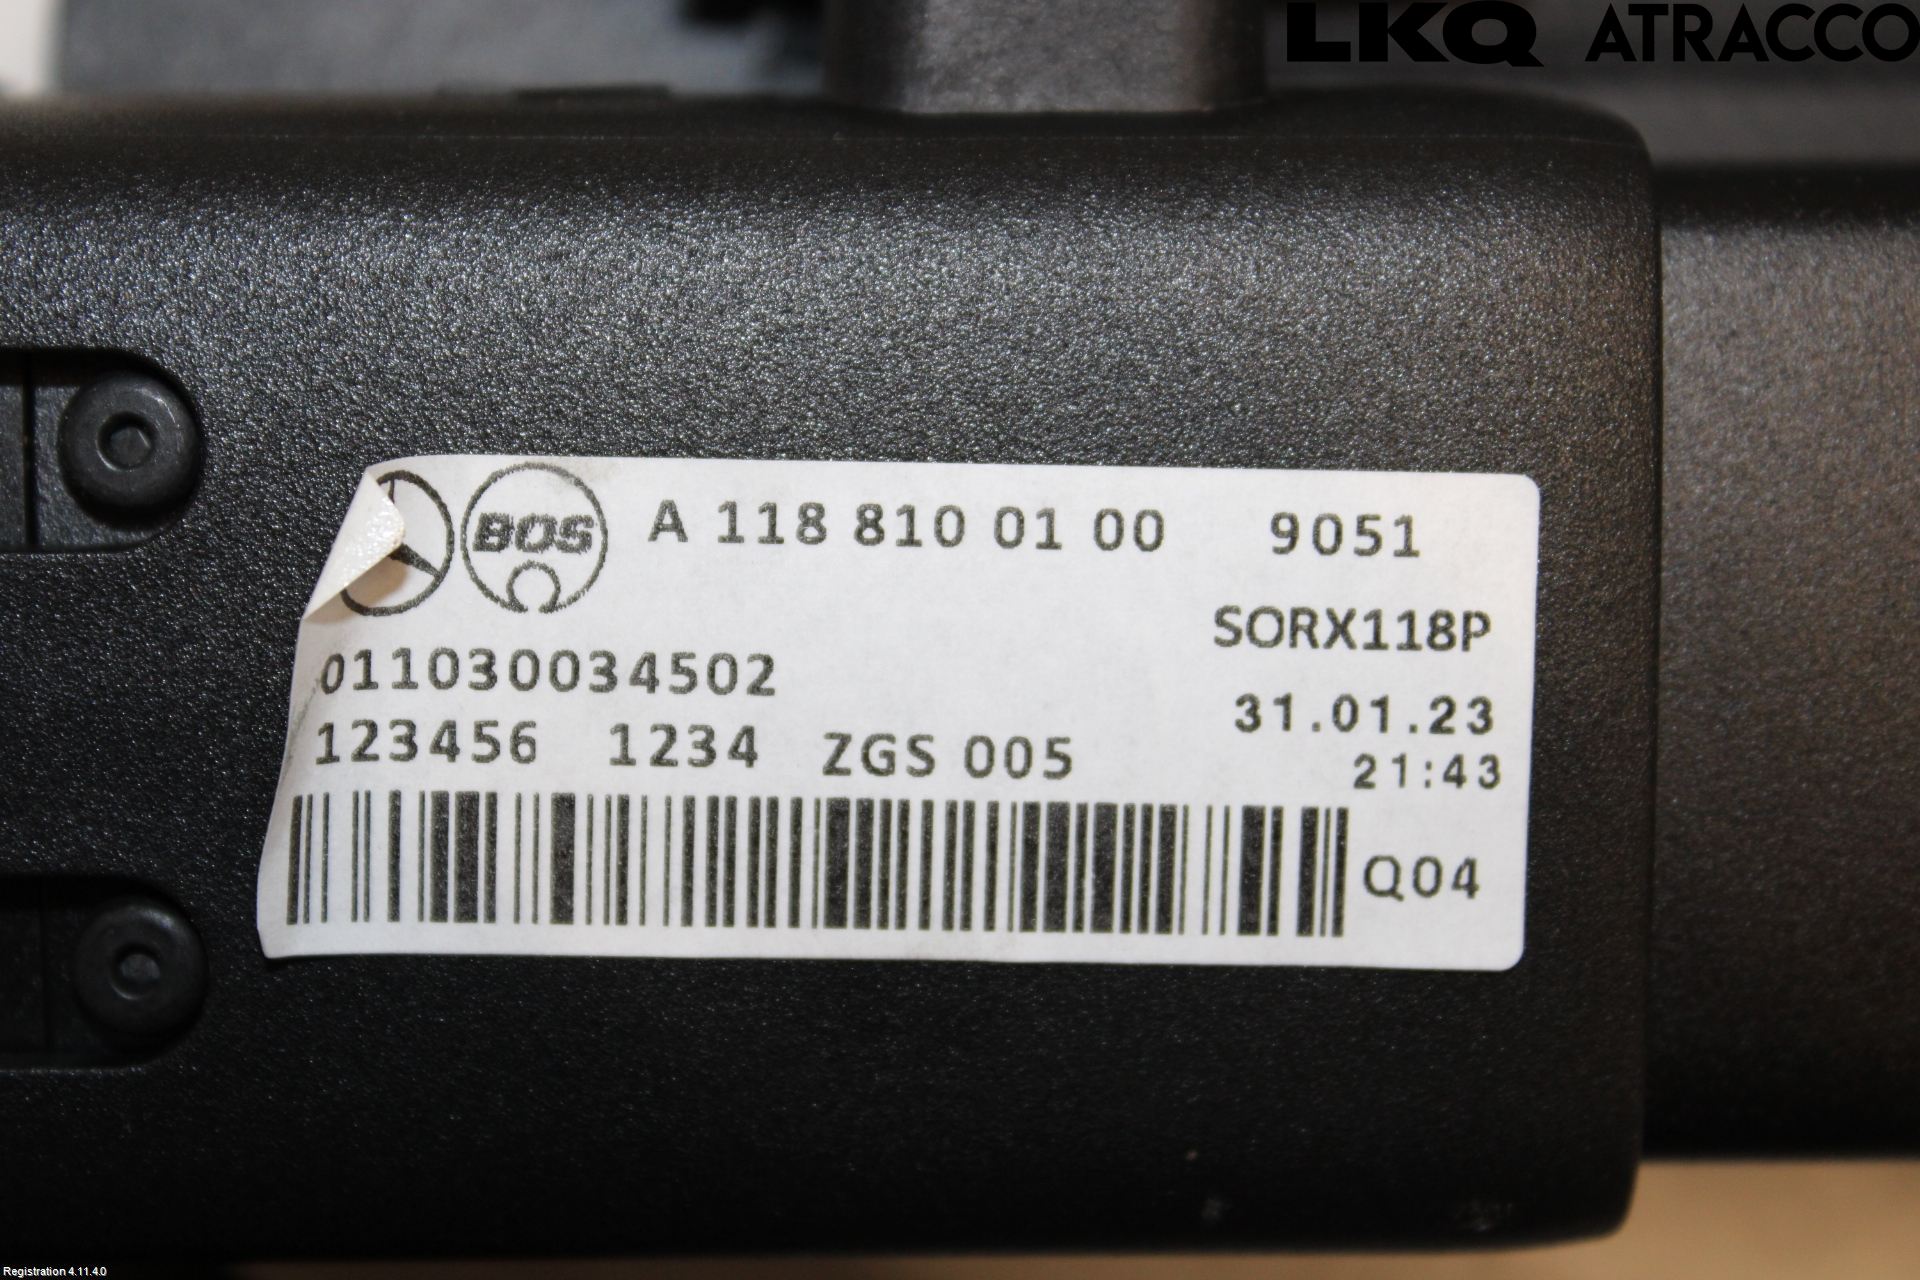 LKQ ATRACCO
BOS A 118 810 01 00 9051
SORX118P
011030034502
31.01.23
123456 1234 ZGS 005
21:43
Q04
Registration 4.11.4.0